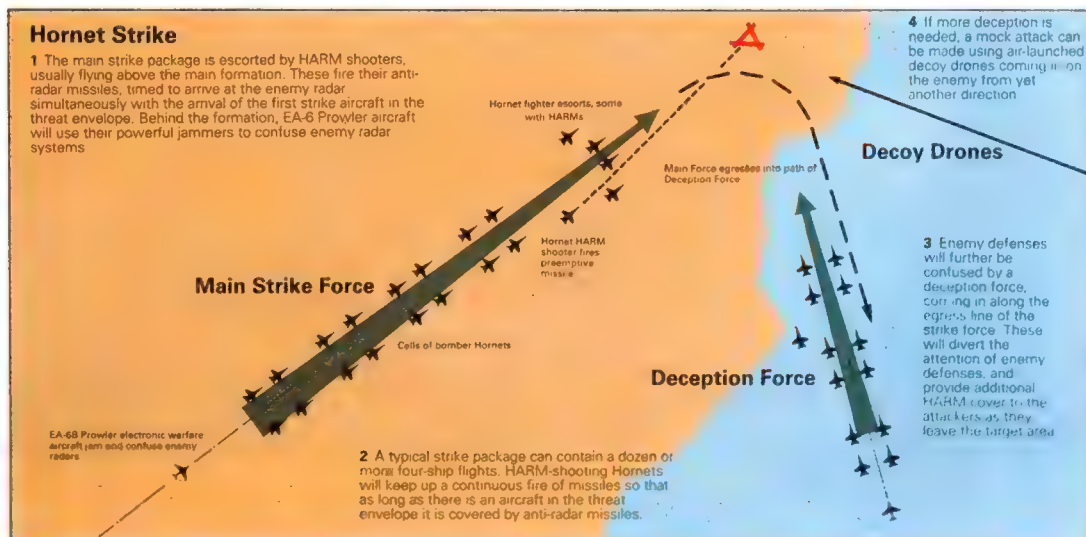 Hornet Strike
1 The main strike package is escorted by HARM shooters,
usually flying above the main formation. These fire their anti-
radar missiles, timed to arrive at the enemy radar
simultaneously with the arrival of the first strike aircraft in the
threat envelope. Behind the formation, EA-6 Prowler aircraft
will use their powerful jammers to confuse enemy radar
systems
Hornet fighter escorts, some
with HARMs
4 If more deception is
needed, a mock attack can
be made using air-launched
decoy drones coming in on
the enemy from yet
another direction
Decoy Drones
Main Force egresses into path of
Deception Force
Hornet HARM
shooter fires
preemptive
missile
Main Strike Force
Cells of bomber Hornets
3 Enemy defenses
will further be
confused by a
deception force,
coming in along the
egress line of the
strike force. These
will divert the
attention of enemy
defenses, and
provide additional
HARM cover to the
attackers as they
leave the target area
Deception Force
EA-6B Prowler electronic warfare
aircraft jam and confuse enemy
radars
2 A typical strike package can contain a dozen or
more four-ship flights. HARM-shooting Hornets
will keep up a continuous fire of missiles so that
as long as there is an aircraft in the threat
envelope it is covered by anti-radar missiles.